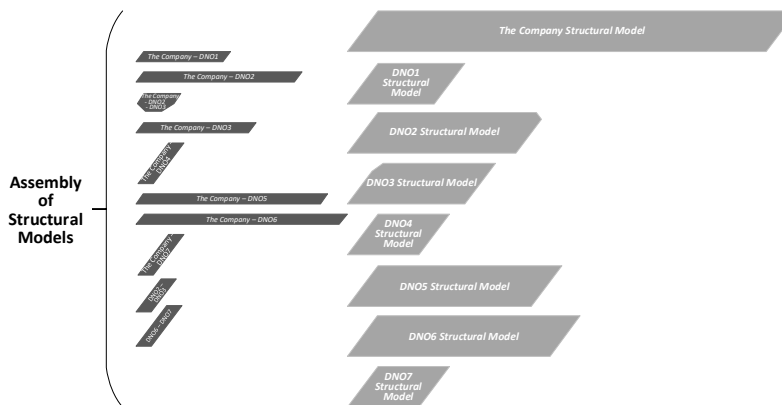 Assembly
of
Structural
Models
The Company – DNO1
The Company – DNO2
The Company
- DNO2
- DNO3
The Company – DNO3
The Company
DNO4
The Company – DNO5
The Company – DNO6
The Company
DNO7
DNO2 –
DNO3
DNO6 – DNO7
The Company Structural Model
DNO1
Structural
Model
DNO2 Structural Model
DNO3 Structural Model
DNO4
Structural
Model
DNO5 Structural Model
DNO6 Structural Model
DNO7
Structural
Model